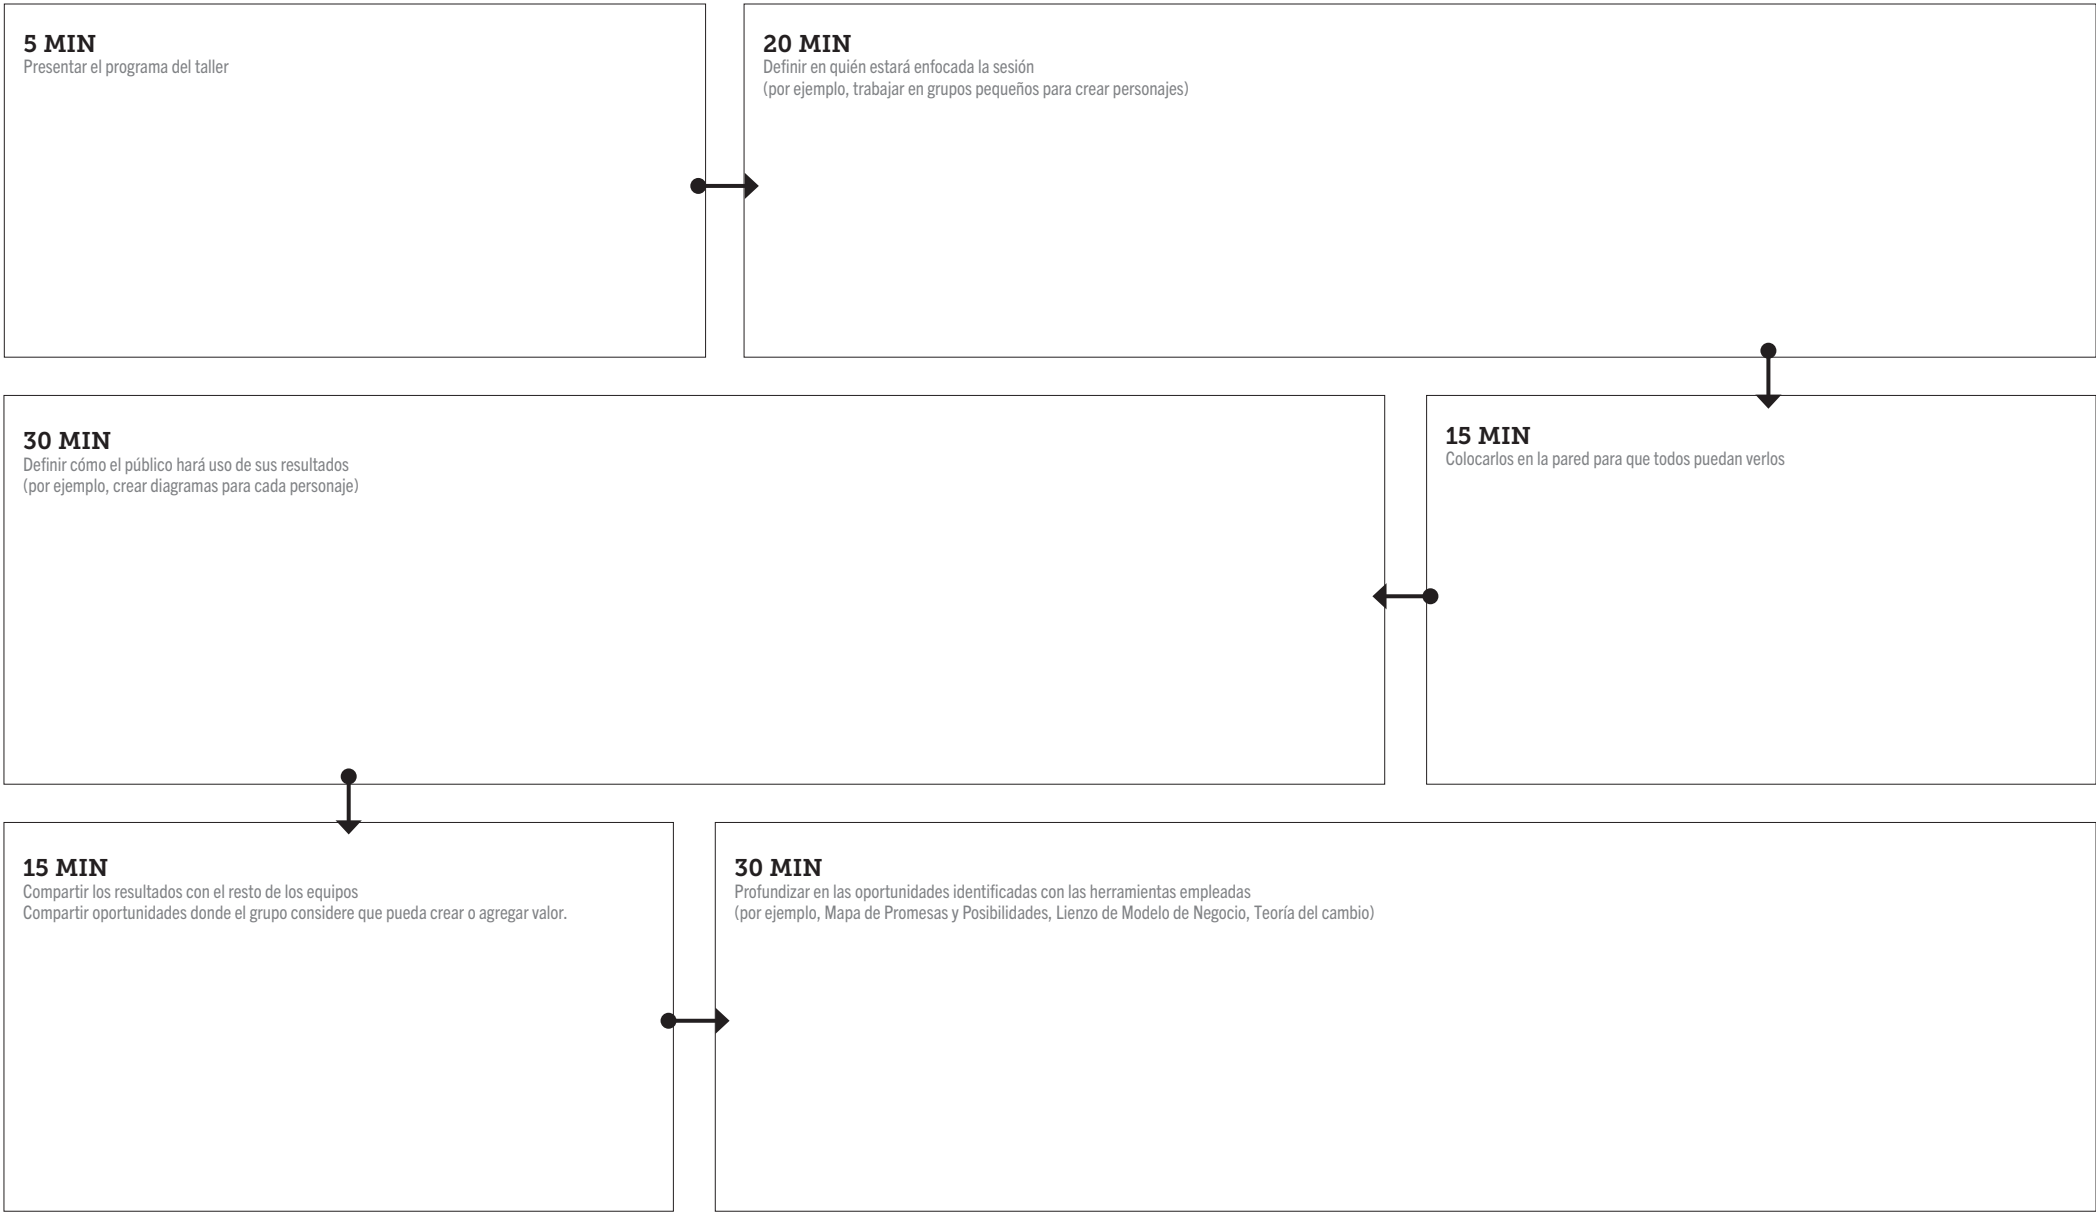 5 MIN
Presentar el programa del taller
20 MIN
Definir en quién estará enfocada la sesión
(por ejemplo, trabajar en grupos pequeños para crear personajes)
15 MIN
Colocarlos en la pared para que todos puedan verlos
30 MIN
Definir cómo el público hará uso de sus resultados
(por ejemplo, crear diagramas para cada personaje)
15 MIN
Compartir los resultados con el resto de los equipos
Compartir oportunidades donde el grupo considere que pueda crear o agregar valor.
30 MIN
Profundizar en las oportunidades identificadas con las herramientas empleadas
(por ejemplo, Mapa de Promesas y Posibilidades, Lienzo de Modelo de Negocio, Teoría del cambio)